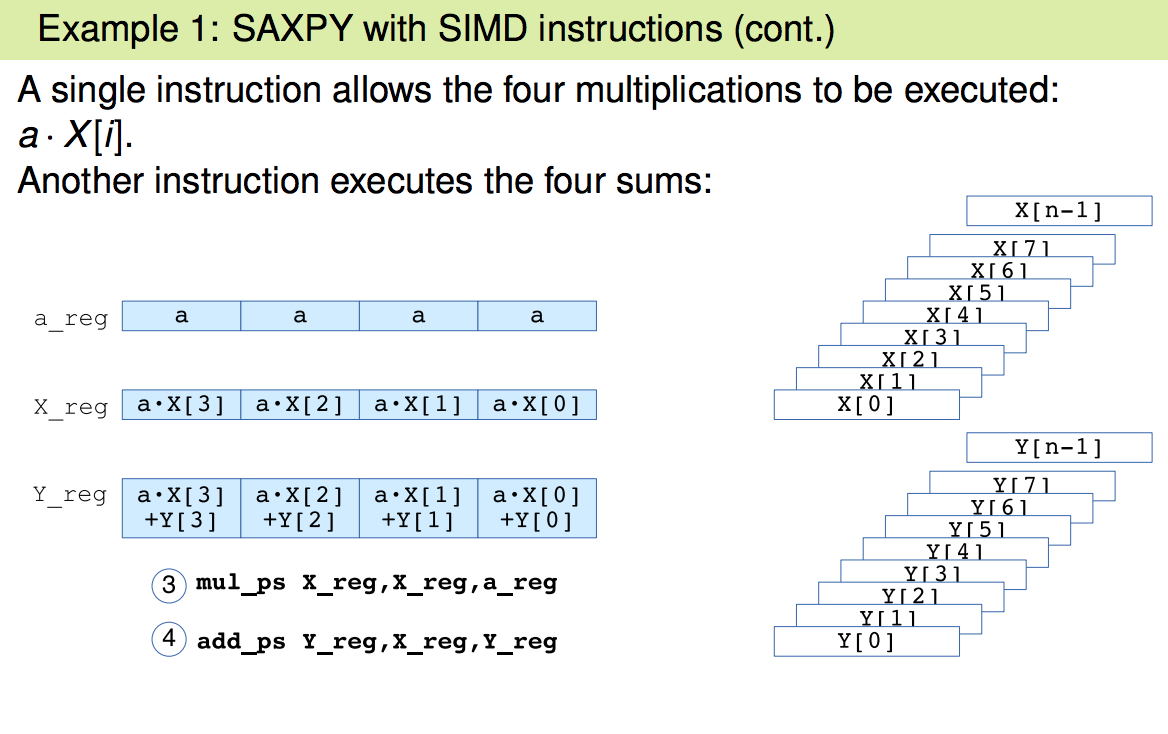 Example 1: SAXPY with SIMD instructions (cont.)
A single instruction allows the four multiplications to be executed:
a · X[i].
Another instruction executes the four sums:
a_reg a a a a
X_reg a·X[3] a·X[2] a·X[1] a·X[0]
Y_reg a·X[3] a·X[2] a·X[1] a·X[0]
+Y[3] +Y[2] +Y[1] +Y[0]
3 mul_ps X_reg,X_reg,a_reg
4 add_ps Y_reg,X_reg,Y_reg
X[n-1]
X[7]
X[6]
X[5]
X[4]
X[3]
X[2]
X[1]
X[0]
Y[n-1]
Y[7]
Y[6]
Y[5]
Y[4]
Y[3]
Y[2]
Y[1]
Y[0]